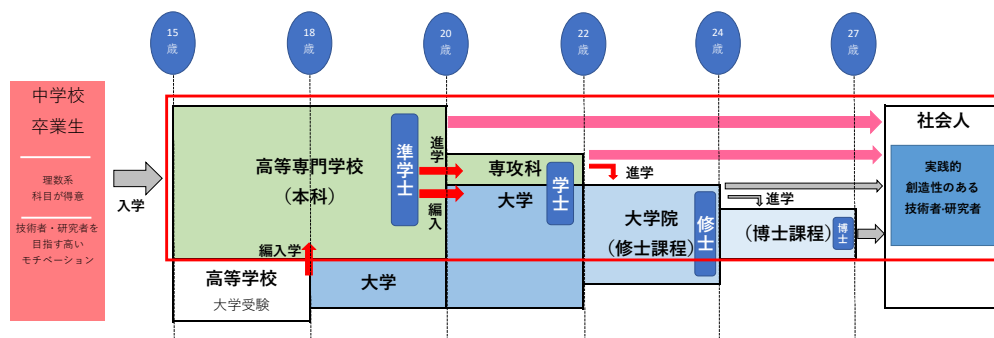 15
歳
18
歳
20
歳
22
歳
24
歳
27
歳
中学校
卒業生
理数系
科目が得意
技術者・研究者を
目指す高い
モチベーション
入学
高等専門学校
(本科)
準学士
進学
編入
編入学
高等学校
大学受験
大学
専攻科
大学
学士
進学
大学院
(修士課程)
修士
進学
(博士課程)
博士
社会人
実践的
創造性のある
技術者・研究者